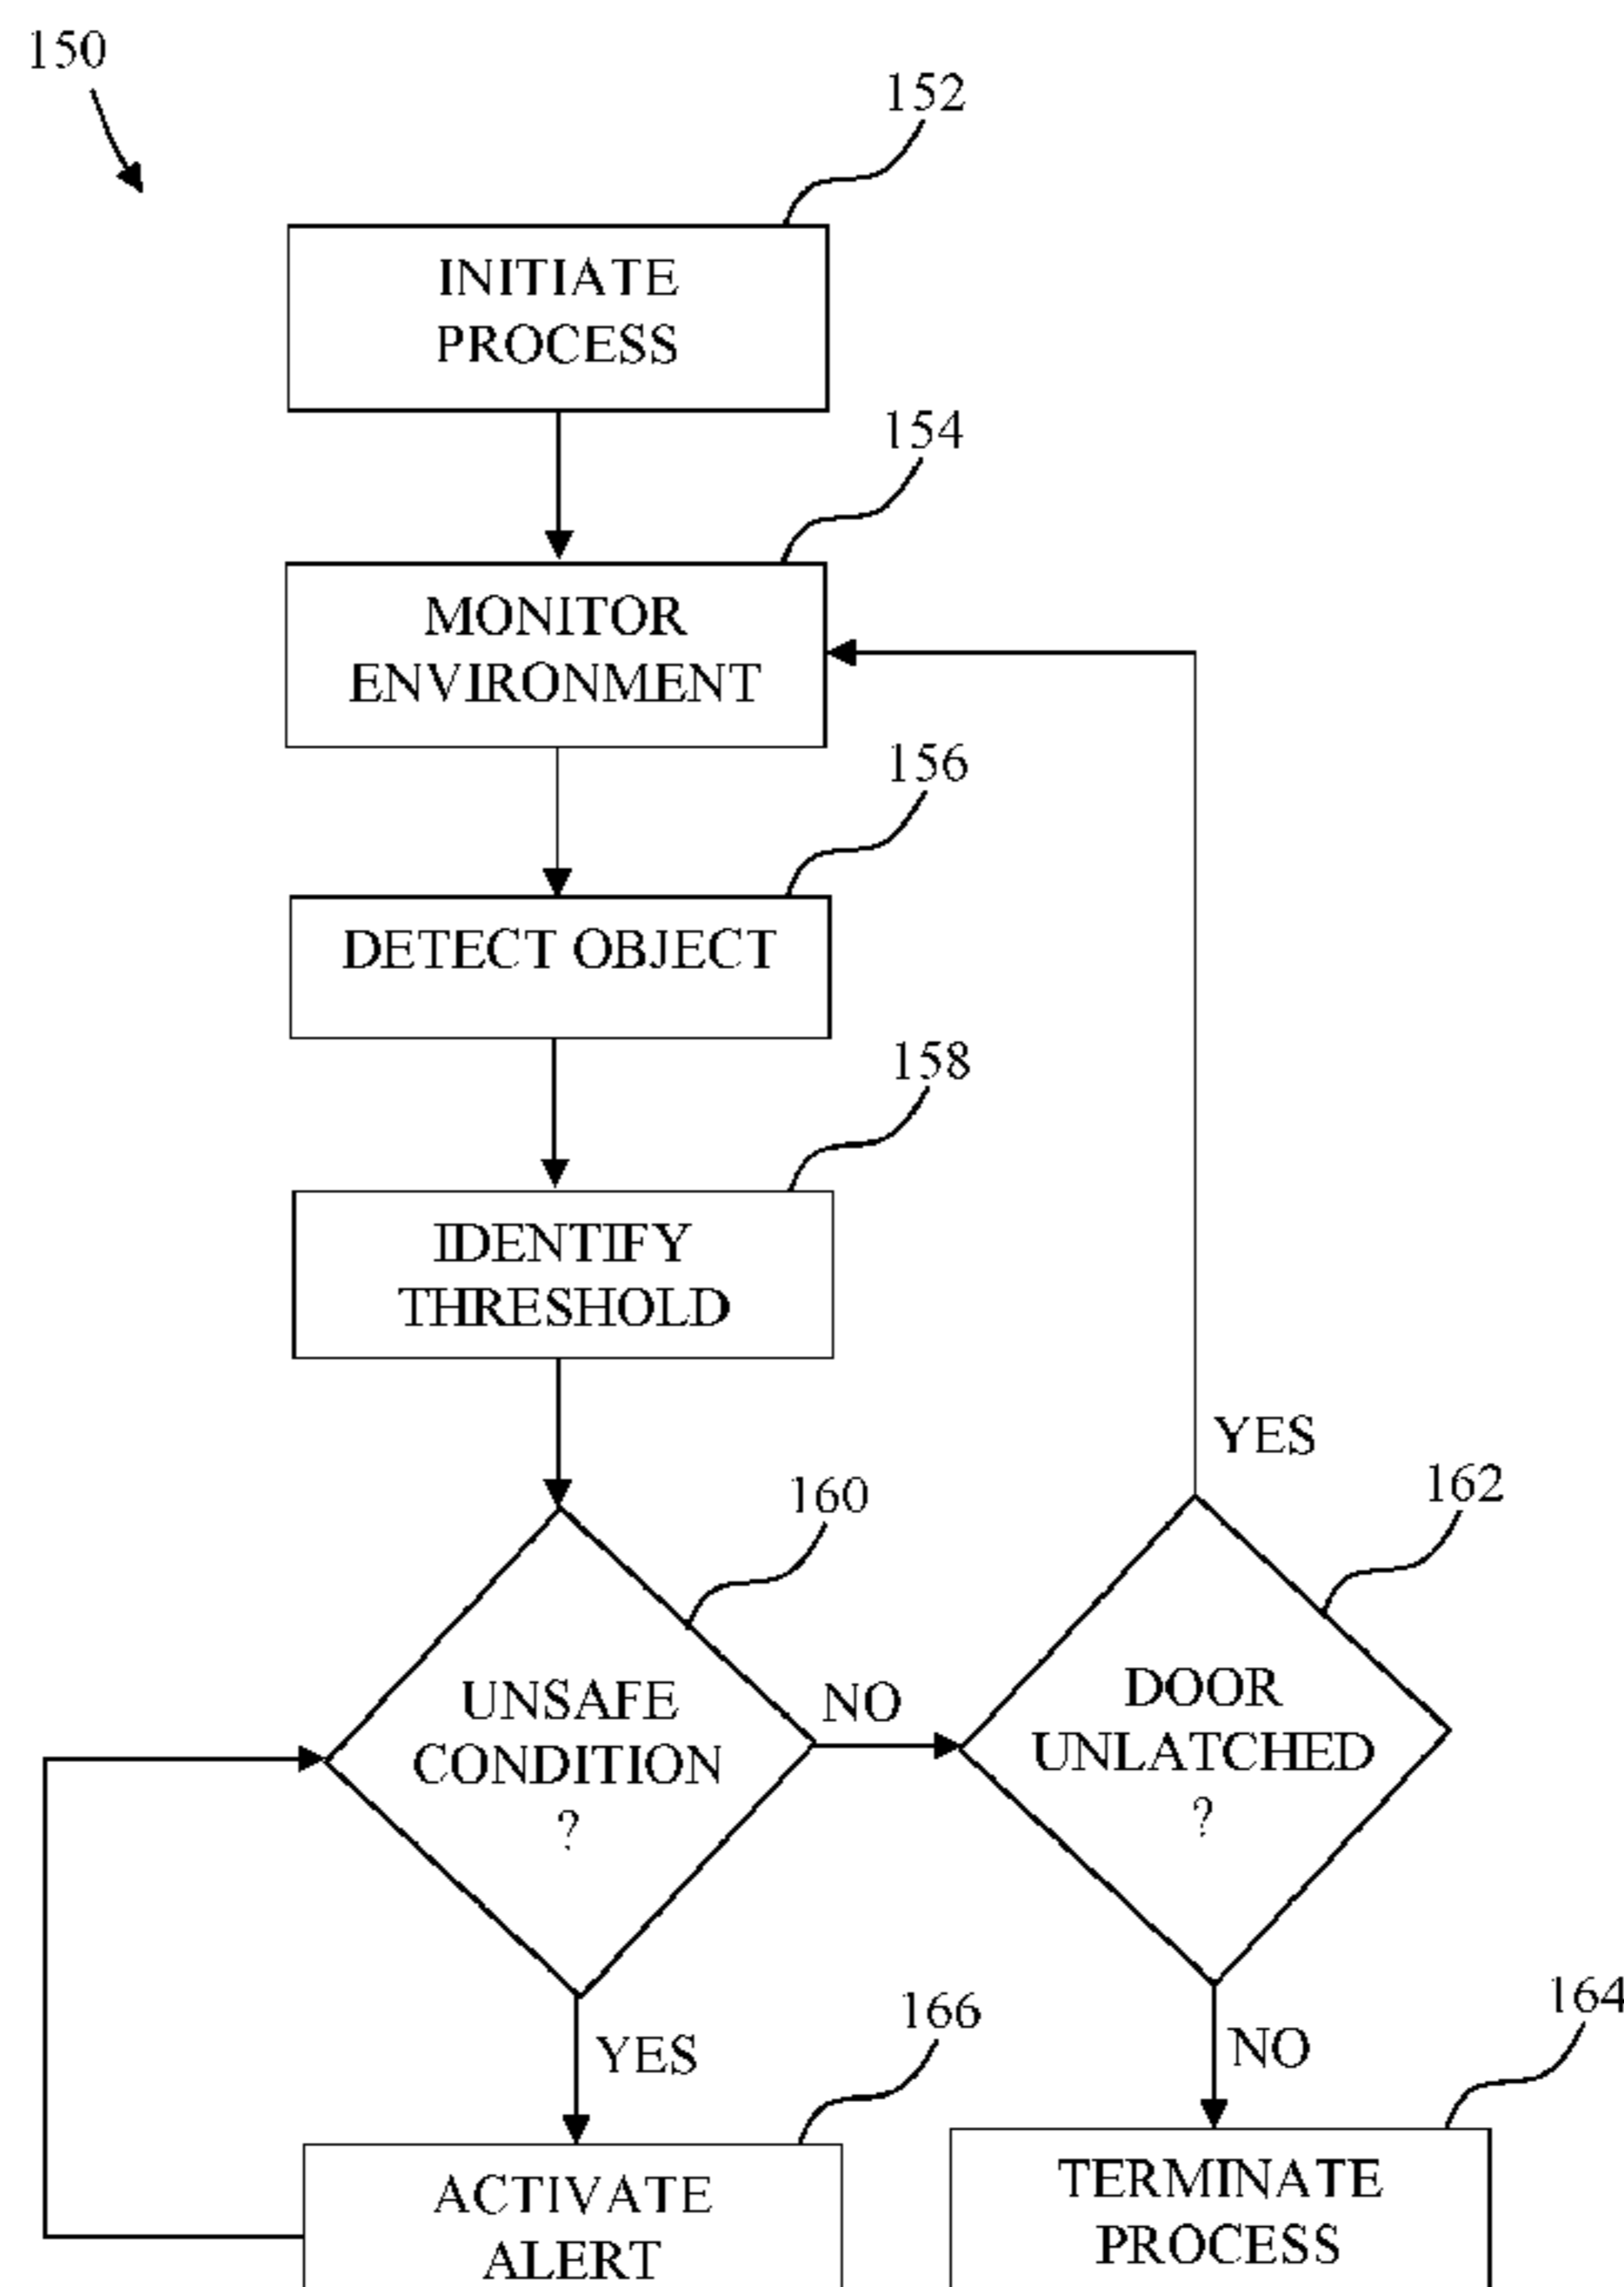 150
152
INITIATE
PROCESS
154
MONITOR
ENVIRONMENT
156
DETECT OBJECT
158
IDENTIFY
THRESHOLD
YES
160
162
UNSAFE
CONDITION
?
NO
DOOR
UNLATCHED
?
YES
166
NO
164
ACTIVATE
ALERT
TERMINATE
PROCESS